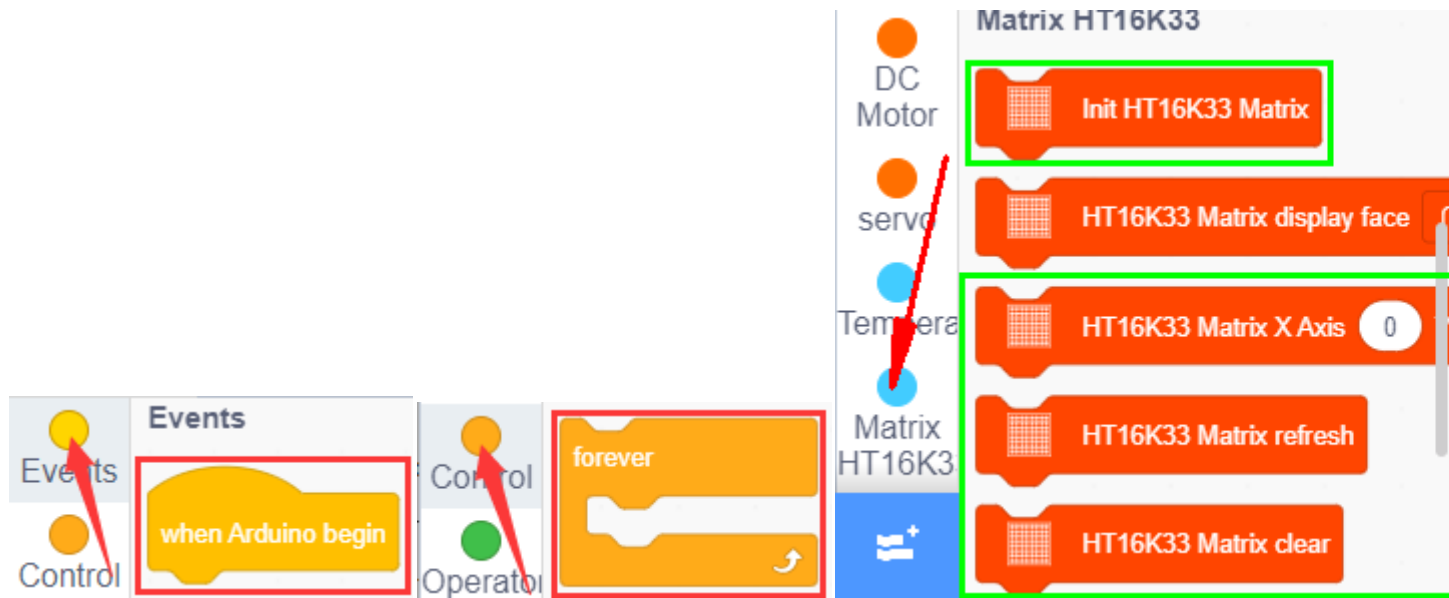 Events
Control
Events
when Arduino begin
Control
Operator
forever
DC
Motor
servo
Tempera
Matrix
HT16K3
Matrix HT16K33
Init HT16K33 Matrix
HT16K33 Matrix display face
HT16K33 Matrix X Axis 0
HT16K33 Matrix refresh
HT16K33 Matrix clear